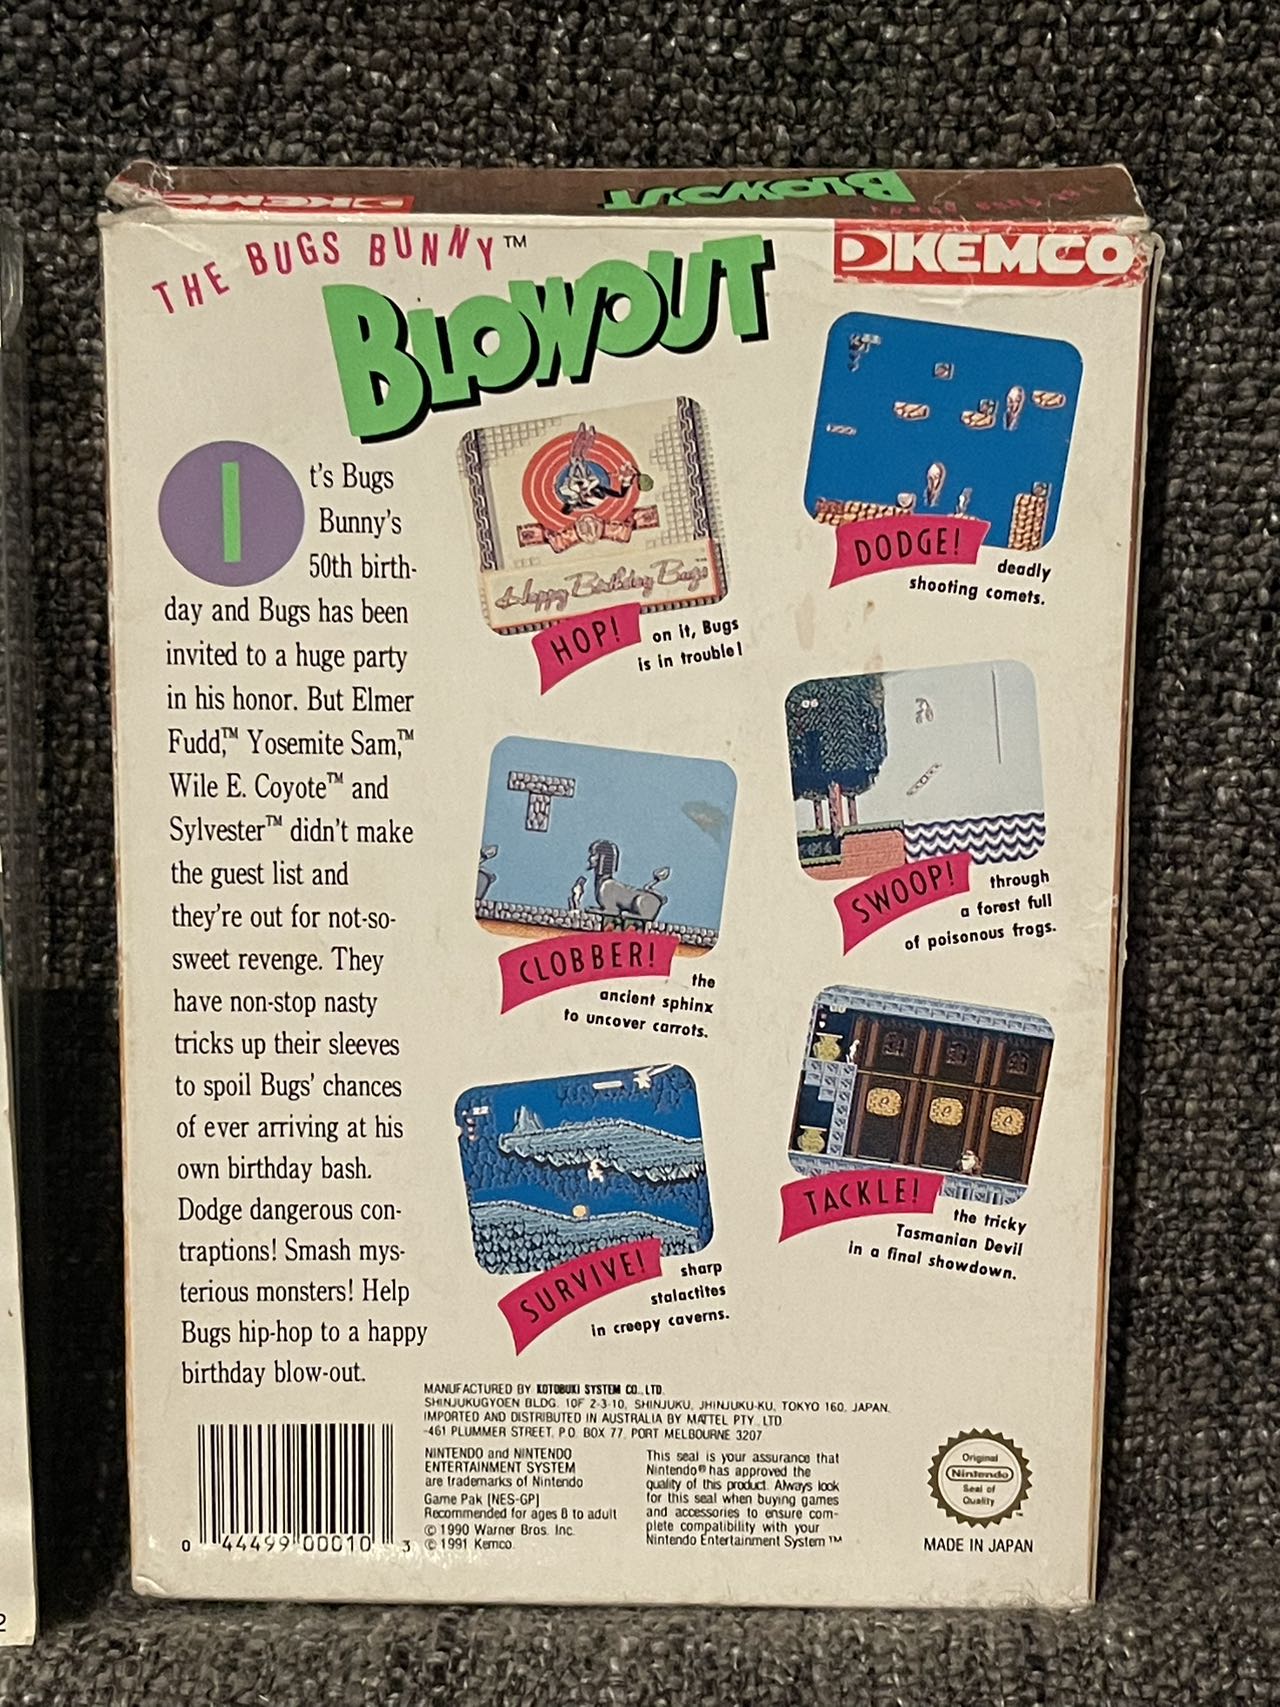 KEMCO
BLOWOUT
THE BUGS BUNNY™
BLOWOUT
KEMCO
It's Bugs
Bunny's
50th birth-
day and Bugs has been
invited to a huge party
in his honor. But Elmer
Fudd,™ Yosemite Sam,™
Wile E. Coyote™ and
Sylvester™ didn't make
the guest list and
they're out for not-so-
sweet revenge. They
have non-stop nasty
tricks up their sleeves
to spoil Bugs' chances
of ever arriving at his
own birthday bash.
Dodge dangerous con-
traptions! Smash mys-
terious monsters! Help
Bugs hip-hop to a happy
birthday blow-out.
Happy Birthday Bugs
HOP! on it, Bugs
is in trouble!
DODGE! deadly
shooting comets.
CLOBBER! the
ancient sphinx
to uncover carrots.
06
SWOOP! through
a forest full
of poisonous frogs.
22
SURVIVE! sharp
stalactites
in creepy caverns.
TACKLE! the tricky
Tasmanian Devil
in a final showdown.
MANUFACTURED BY KOTOBUKI SYSTEM CO., LTD.
SHINJUKUGYOEN BLDG. 10F 2-3-10, SHINJUKU, JHINJUKU-KU, TOKYO 160, JAPAN.
IMPORTED AND DISTRIBUTED IN AUSTRALIA BY MATTEL PTY. LTD.
-461 PLUMMER STREET, P.O. BOX 77, PORT MELBOURNE 3207
NINTENDO and NINTENDO
ENTERTAINMENT SYSTEM
are trademarks of Nintendo
Game Pak (NES-GP)
Recommended for ages 8 to adult
© 1990 Warner Bros. Inc.
© 1991 Kemco.
This seal is your assurance that
Nintendo® has approved the
quality of this product. Always look
for this seal when buying games
and accessories to ensure com-
plete compatibility with your
Nintendo Entertainment System™
Original
Nintendo
Seal of
Quality
MADE IN JAPAN
0 44499 00010 3
2